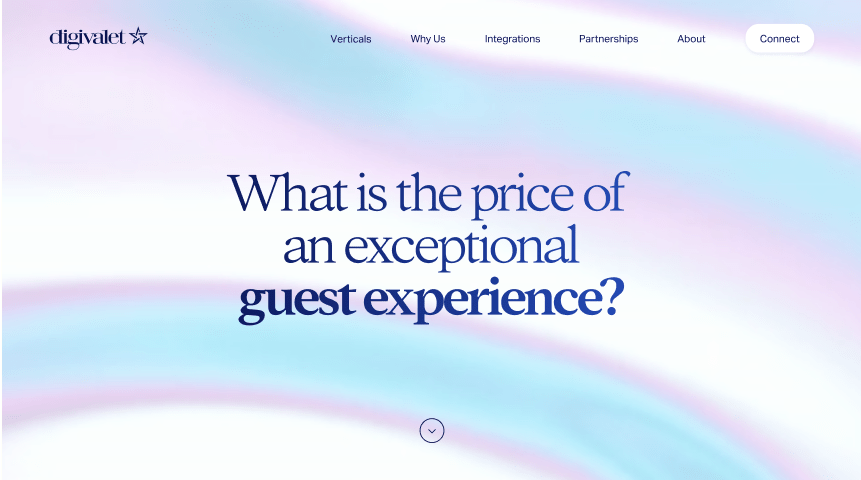 digivalet
Verticals
Why Us
Integrations
Partnerships
About
Connect
What is the price of
an exceptional
guest experience?